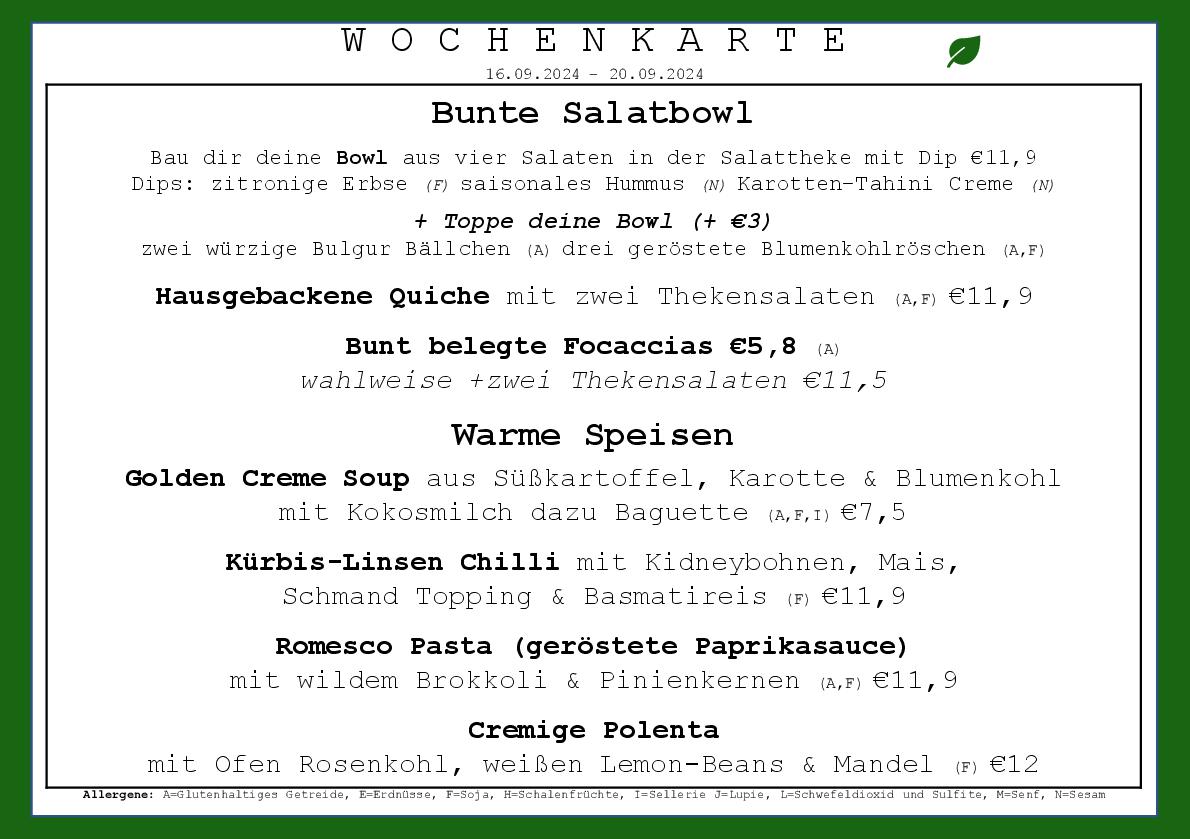 WOCHENKARTE
16.09.2024 – 20.09.2024
Bunte Salatbowl
Bau dir deine Bowl aus vier Salaten in der Salattheke mit Dip €11,9
Dips: zitronige Erbse (F) saisonales Hummus (N) Karotten-Tahini Creme (N)
+ Toppe deine Bowl (+ €3)
zwei würzige Bulgur Bällchen (A) drei geröstete Blumenkohlröschen (A,F)
Hausgebackene Quiche mit zwei Thekensalaten (A,F) €11,9
Bunt belegte Focaccias €5,8 (A)
wahlweise +zwei Thekensalaten €11,5
Warme Speisen
Golden Creme Soup aus Süßkartoffel, Karotte & Blumenkohl
mit Kokosmilch dazu Baguette (A,F,I) €7,5
Kürbis-Linsen Chilli mit Kidneybohnen, Mais,
Schmand Topping & Basmatireis (F) €11,9
Romesco Pasta (geröstete Paprikasauce)
mit wildem Brokkoli & Pinienkernen (A,F) €11,9
Cremige Polenta
mit Ofen Rosenkohl, weißen Lemon-Beans & Mandel (F) €12
Allergene: A=Glutenhaltiges Getreide, E=Erdnüsse, F=Soja, H=Schalenfrüchte, I=Sellerie J=Lupie, L=Schwefeldioxid und Sulfite, M=Senf, N=Sesam